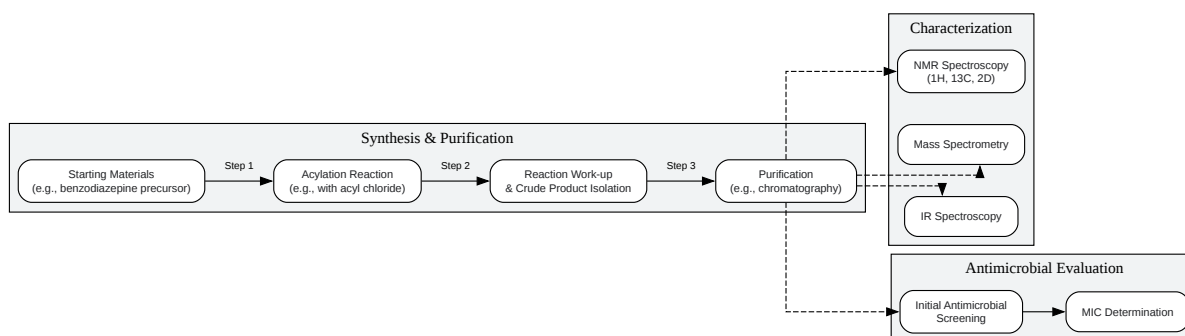 Characterization
NMR Spectroscopy
(1H, 13C, 2D)
Mass Spectrometry
IR Spectroscopy
Synthesis & Purification
Starting Materials
(e.g., benzodiazepine precursor)
Step 1
Acylation Reaction
(e.g., with acyl chloride)
Step 2
Reaction Work-up
& Crude Product Isolation
Step 3
Purification
(e.g., chromatography)
Antimicrobial Evaluation
Initial Antimicrobial
Screening
MIC Determination